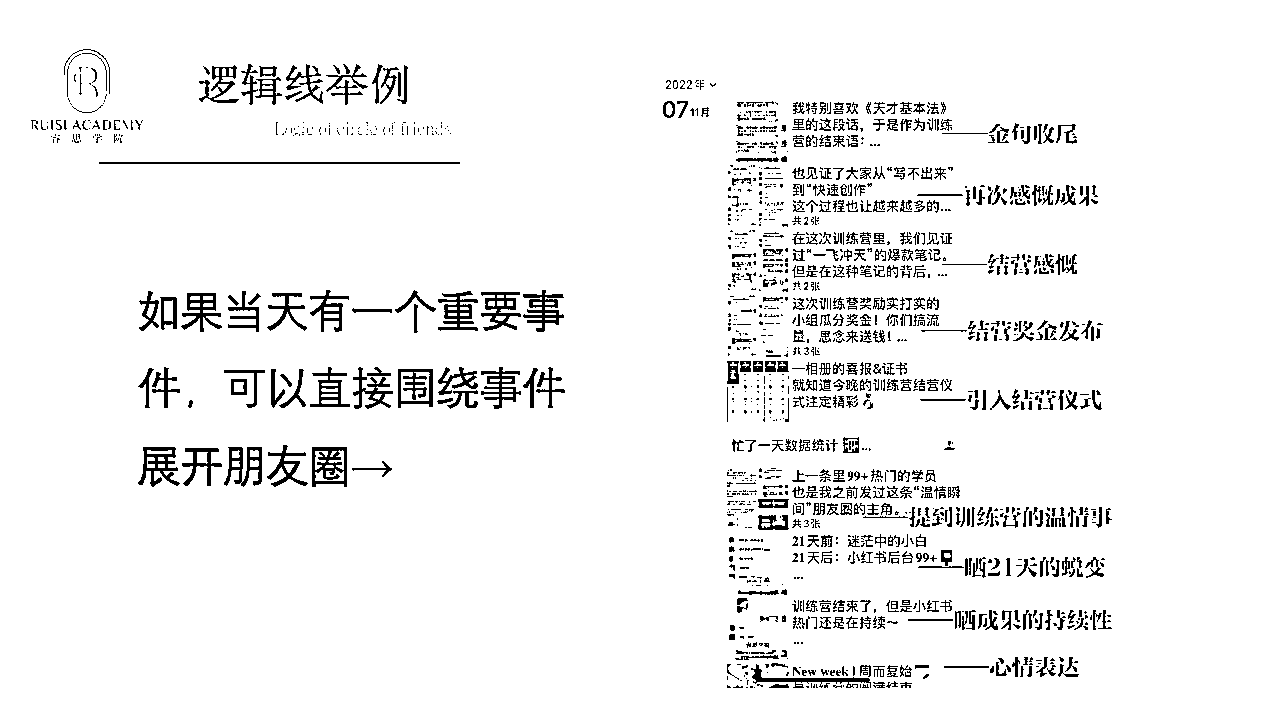 RUISI ACADEMY
睿思学院
逻辑线举例
Logic of circle of friends
如果当天有一个重要事
件，可以直接围绕事件
展开朋友圈→
2022年
07 11月
我特别喜欢《天才基本法》
里的这段话，于是作为训练
营的结束语：...
金句收尾
也见证了大家从“写不出来”
到“快速创作”
这个过程也让越来越多的...
共2张
再次感慨成果
在这次训练营里，我们见证
过“一飞冲天”的爆款笔记。
但是在这种笔记的背后，...
共2张
结营感慨
这次训练营奖励实打实的
小组瓜分奖金！你们搞流
量，思念来送钱！...
共3张
结营奖金发布
一相册的喜报&证书
就知道今晚的训练营结营仪
式注定精彩
引入结营仪式
忙了一天数据统计 ...
上一条里99+热门的学员
也是我之前发过这条“温情瞬
间”朋友圈的主角。
共3张
提到训练营的温情事
21天前：迷茫中的小白
21天后：小红书后台99+
...
晒21天的蜕变
训练营结束了，但是小红书
热门还是在持续～
...
晒成果的持续性
New week！周而复始
心情表达